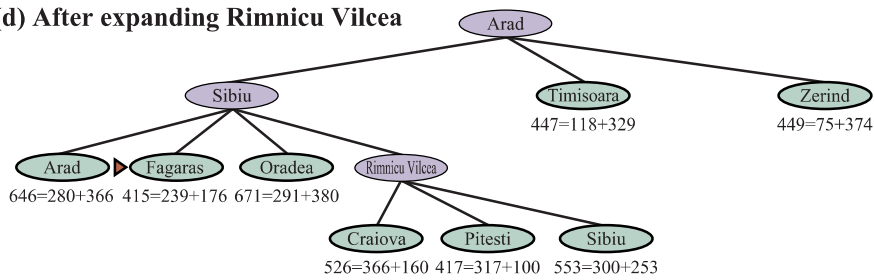 (d) After expanding Rimnicu Vilcea
Arad
Sibiu
Timisoara
Zerind
447=118+329
449=75+374
Arad
Fagaras
Oradea
Rimnicu Vilcea
646=280+366
415=239+176
671=291+380
Craiova
Pitesti
Sibiu
526=366+160
417=317+100
553=300+253